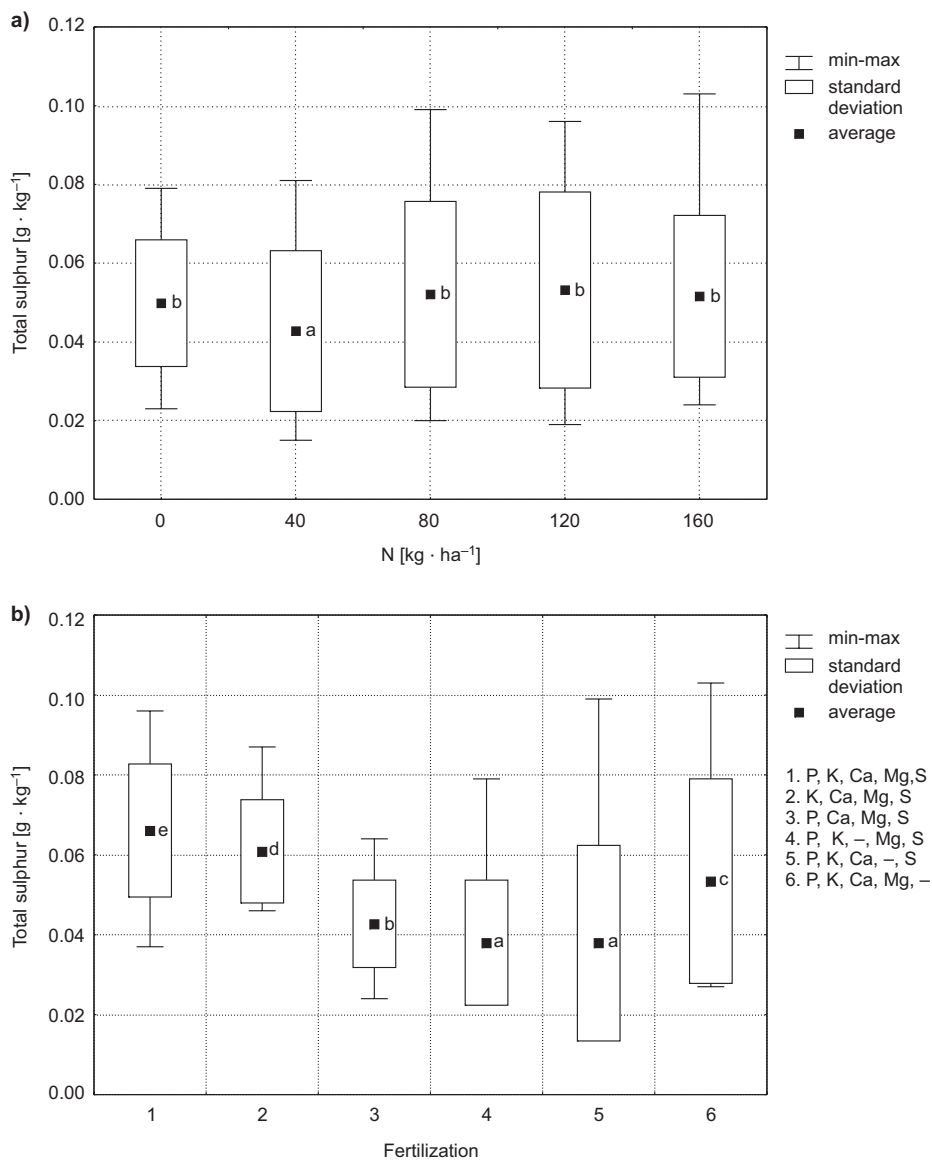 a)
0.12
0.10
0.08
0.06
0.04
0.02
0.00
Total sulphur [g · kg⁻¹]
b
a
b
b
b
0 40 80 120 160
N [kg · ha⁻¹]
min-max
standard
deviation
average
b)
0.12
0.10
0.08
0.06
0.04
0.02
0.00
Total sulphur [g · kg⁻¹]
e
d
b
a
a
c
1 2 3 4 5 6
Fertilization
min-max
standard
deviation
average
1. P, K, Ca, Mg,S
2. K, Ca, Mg, S
3. P, Ca, Mg, S
4. P, K, –, Mg, S
5. P, K, Ca, –, S
6. P, K, Ca, Mg, –